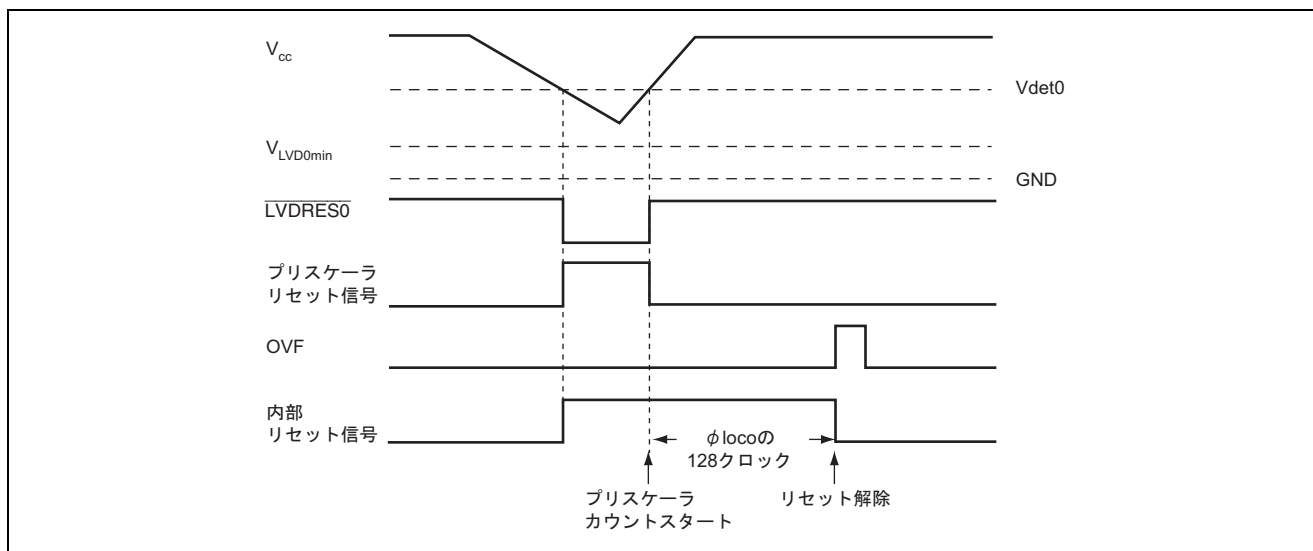 Vcc
Vdet0
VLVD0min
GND
LVDRES0
プリスケーラ
リセット信号
OVF
内部
リセット信号
φlocoの
128クロック
プリスケーラ
カウントスタート
リセット解除